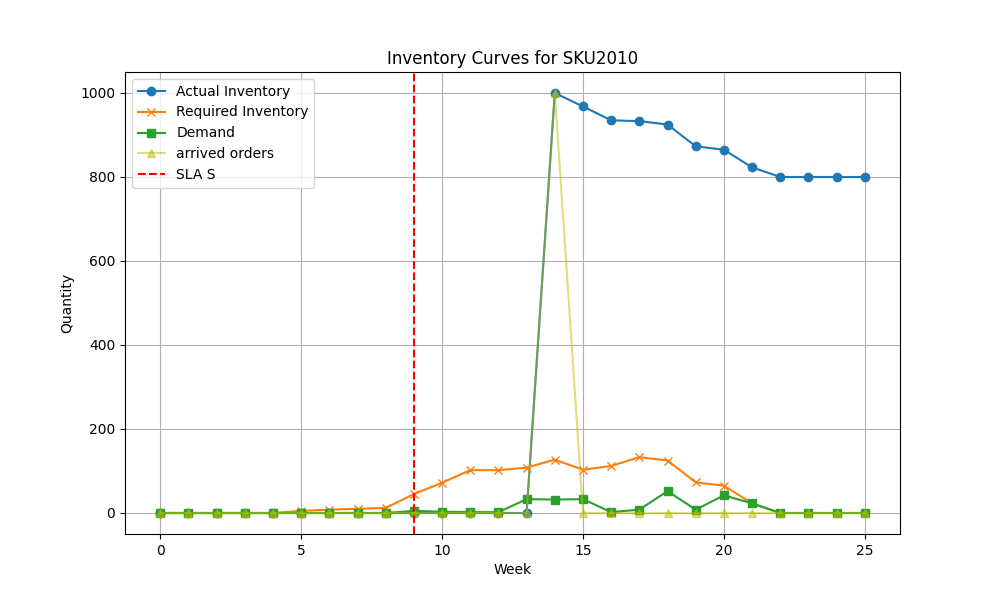 Inventory Curves for SKU2010
Actual Inventory
Required Inventory
Demand
arrived orders
SLA S
Quantity
1000
800
600
400
200
0
0 5 10 15 20 25
Week